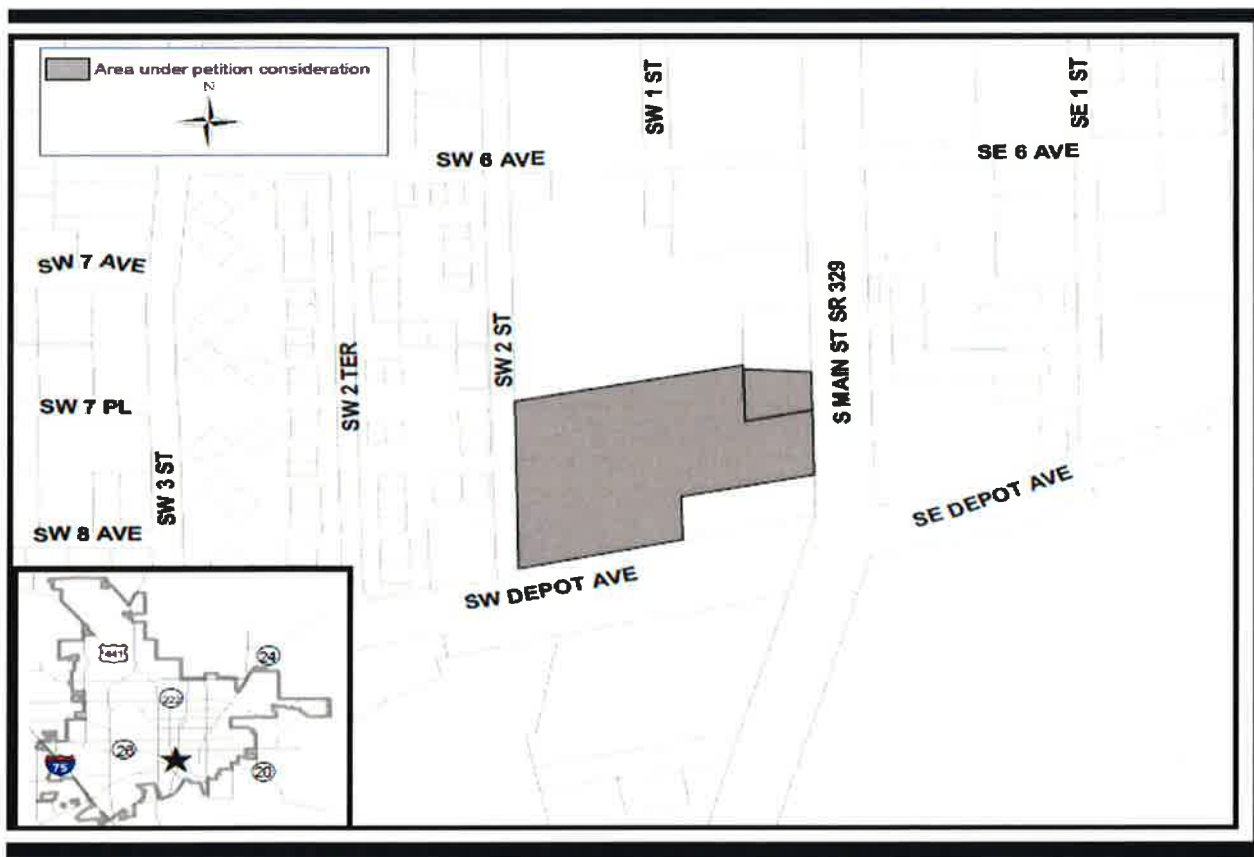 Area under petition consideration
N
SW 1 ST
SE 1 ST
SW 6 AVE
SE 6 AVE
SW 7 AVE
SW 2 ST
S MAIN ST SR 329
SW 2 TER
SW 7 PL
SW 3 ST
SE DEPOT AVE
SW 8 AVE
SW DEPOT AVE
441
24
222
26
75
20